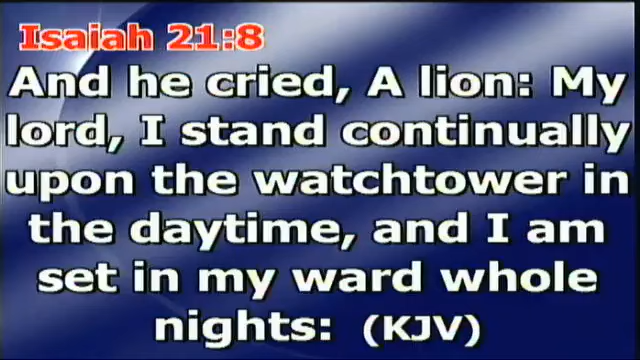 Isaiah 21:8
And he cried, A lion: My
lord, I stand continually
upon the watchtower in
the daytime, and I am
set in my ward whole
nights: (KJV)